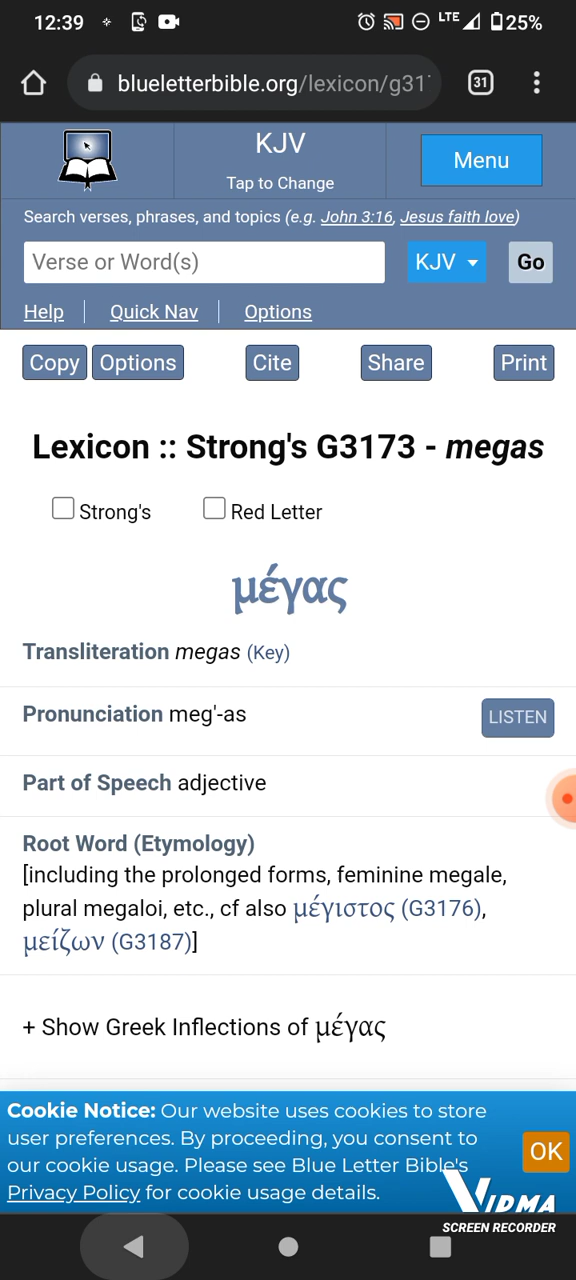 12:39
LTE
25%
blueletterbible.org/lexicon/g31
31
KJV
Tap to Change
Menu
Search verses, phrases, and topics (e.g. John 3:16, Jesus faith love)
Verse or Word(s)
KJV
Go
Help
Quick Nav
Options
Copy
Options
Cite
Share
Print
Lexicon :: Strong's G3173 - megas
Strong's
Red Letter
μέγας
Transliteration megas (Key)
Pronunciation meg'-as
LISTEN
Part of Speech adjective
Root Word (Etymology)
[including the prolonged forms, feminine megale,
plural megaloi, etc., cf also μέγιστος (G3176),
μείζων (G3187)]
+ Show Greek Inflections of μέγας
Cookie Notice: Our website uses cookies to store
user preferences. By proceeding, you consent to
our cookie usage. Please see Blue Letter Bible's
Privacy Policy for cookie usage details.
OK
VIDMA
SCREEN RECORDER